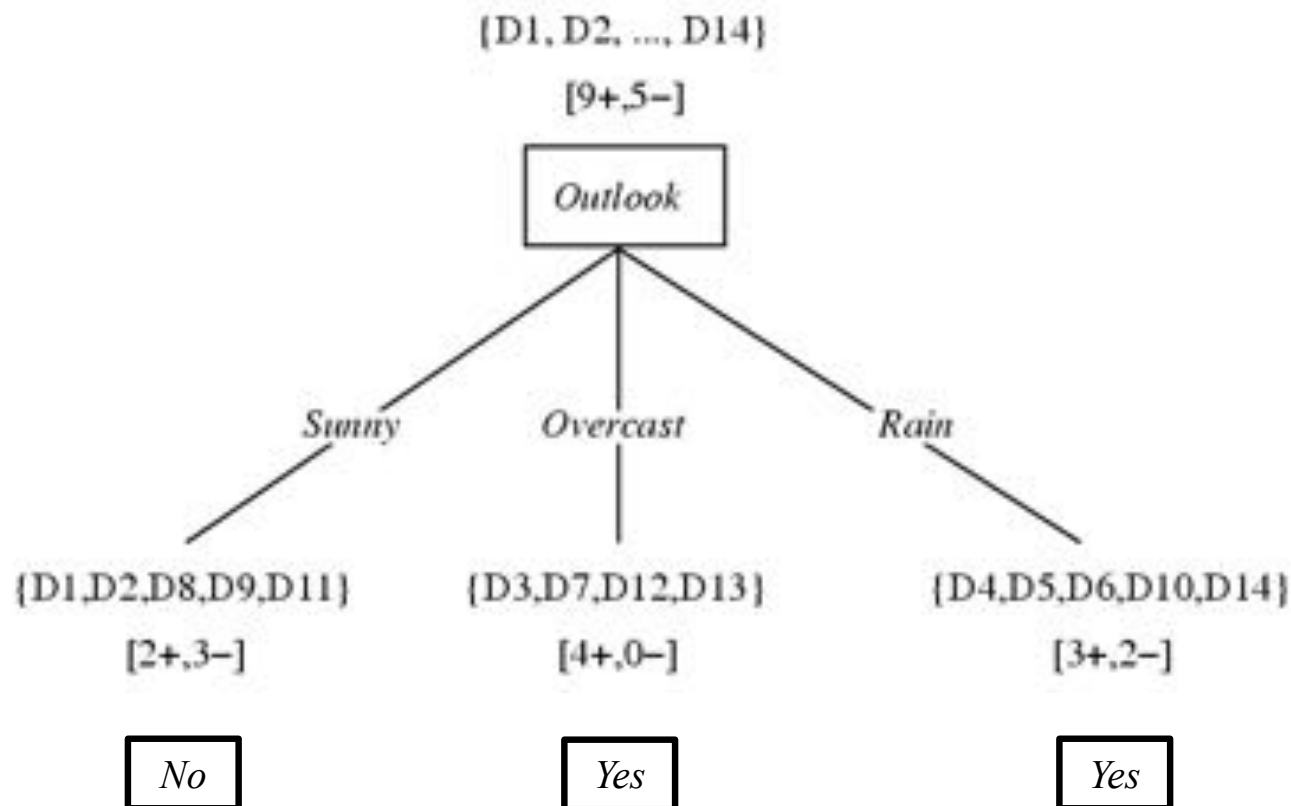 {D1, D2, ..., D14}
[9+,5−]
Outlook
Sunny Overcast Rain
{D1,D2,D8,D9,D11} {D3,D7,D12,D13} {D4,D5,D6,D10,D14}
[2+,3−] [4+,0−] [3+,2−]
No Yes Yes